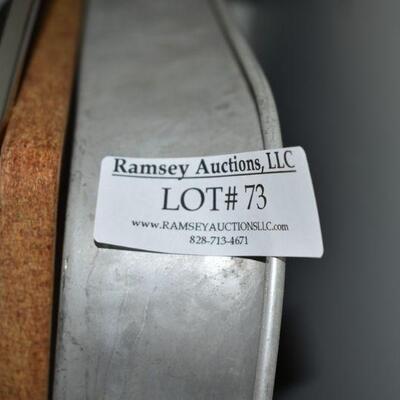 Ramsey Auctions, LLC
LOT# 73
www.RAMSEYAUCTIONSLLC.com
828-713-4671